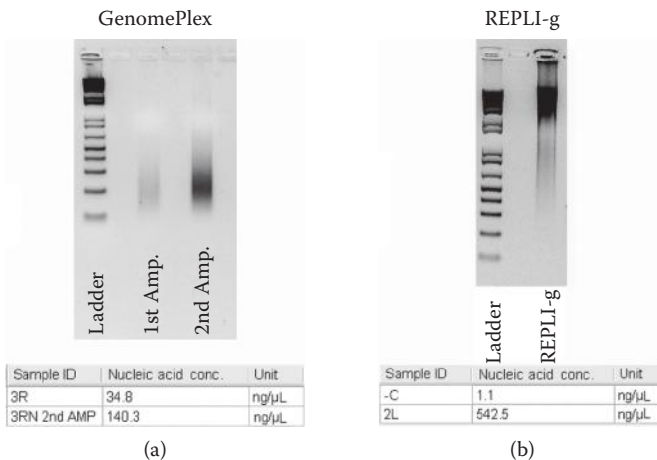 GenomePlex
Ladder
1st Amp.
2nd Amp.
Sample ID Nucleic acid conc. Unit
3R 34.8 ng/µL
3RN 2nd AMP 140.3 ng/µL
(a)
REPLI-g
Ladder
REPLI-g
Sample ID Nucleic acid conc. Unit
-C 1.1 ng/µL
2L 542.5 ng/µL
(b)